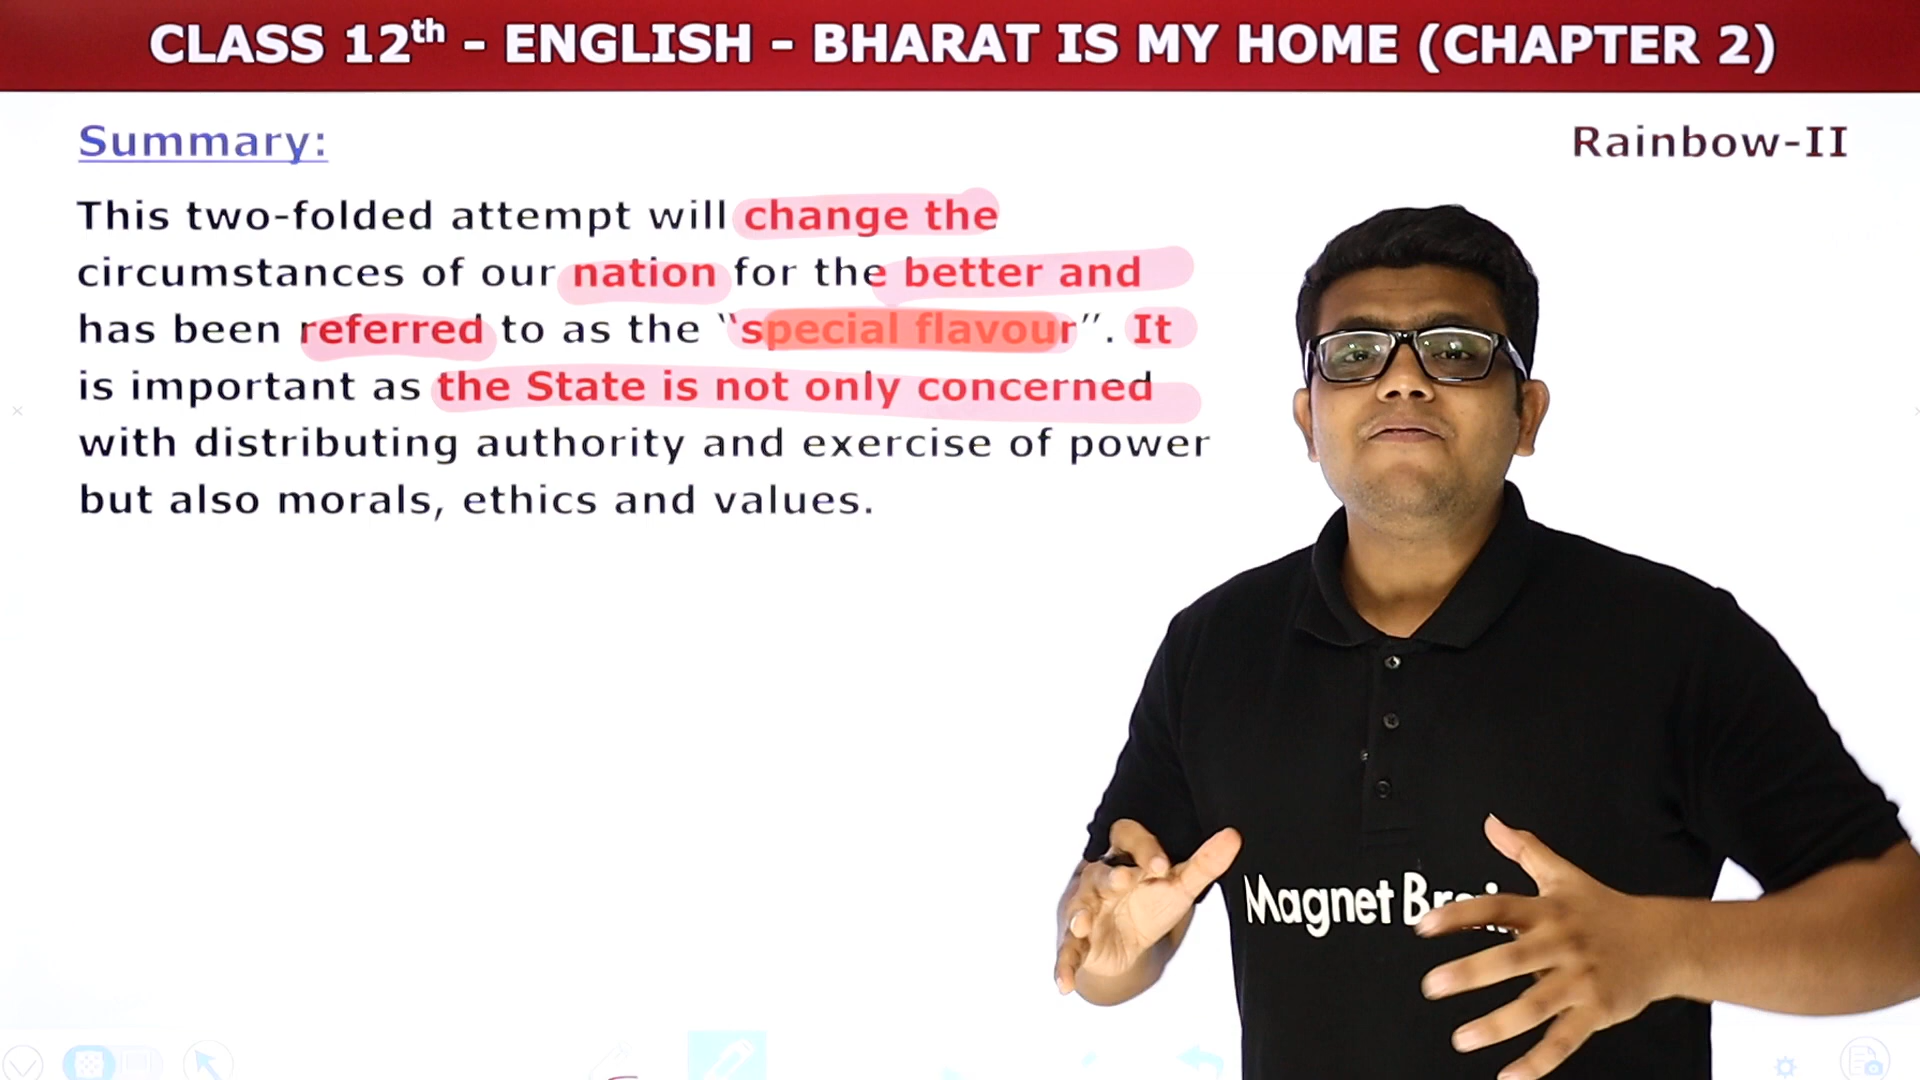 CLASS 12th - ENGLISH - BHARAT IS MY HOME (CHAPTER 2)
Summary:
Rainbow-II
This two-folded attempt will change the
circumstances of our nation for the better and
has been referred to as the "special flavour". It
is important as the State is not only concerned
with distributing authority and exercise of power
but also morals, ethics and values.
Magnet